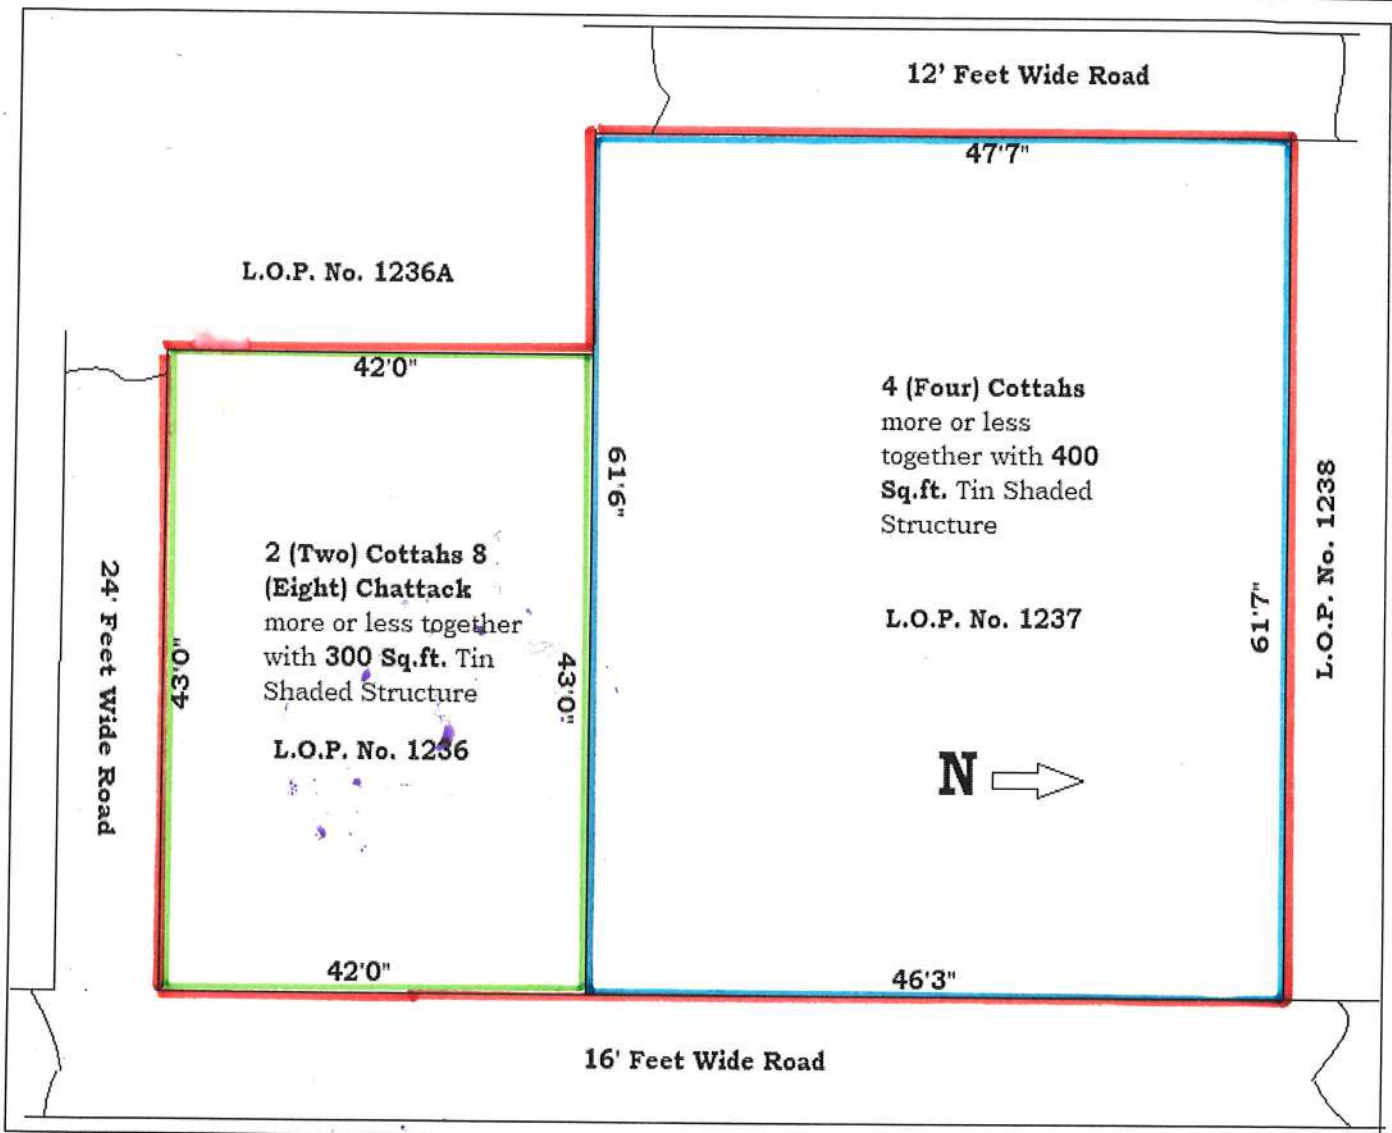 12' Feet Wide Road
47'7"
L.O.P. No. 1236A
42'0"
4 (Four) Cottahs
more or less
together with 400
Sq.ft. Tin Shaded
Structure
61'6"
L.O.P. No. 1238
2 (Two) Cottahs 8
(Eight) Chattack
more or less together
with 300 Sq.ft. Tin
Shaded Structure
24' Feet Wide Road
43'0"
43'0"
L.O.P. No. 1237
61'7"
L.O.P. No. 1236
N
42'0"
46'3"
16' Feet Wide Road